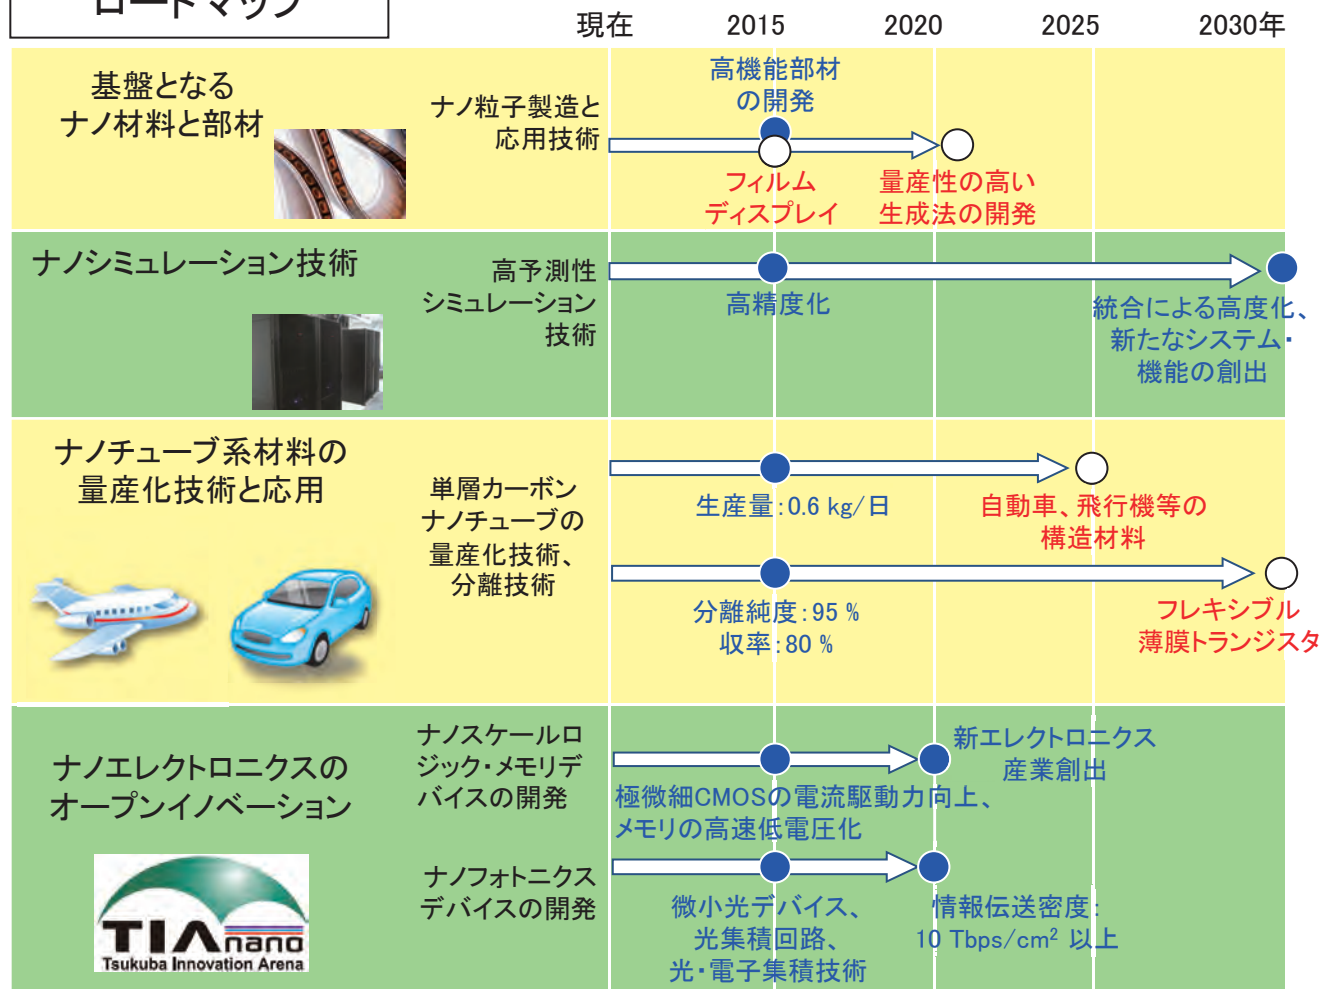 ロードマップ
現在 2015 2020 2025 2030年
基盤となる
ナノ材料と部材
ナノ粒子製造と
応用技術
高機能部材
の開発
フィルム
ディスプレイ
量産性の高い
生成法の開発
ナノシミュレーション技術
高予測性
シミュレーション
技術
高精度化
統合による高度化、
新たなシステム・
機能の創出
ナノチューブ系材料の
量産化技術と応用
単層カーボン
ナノチューブの
量産化技術、
分離技術
生産量：0.6 kg/日
自動車、飛行機等の
構造材料
分離純度：95 %
収率：80 %
フレキシブル
薄膜トランジスタ
ナノエレクトロニクスの
オープンイノベーション
ナノスケールロ
ジック・メモリデ
バイスの開発
新エレクトロニクス
産業創出
極微細CMOSの電流駆動力向上、
メモリの高速低電圧化
ナノフォトニクス
デバイスの開発
微小光デバイス、
光集積回路、
光・電子集積技術
情報伝送密度：
10 Tbps/cm² 以上
TIA nano
Tsukuba Innovation Arena